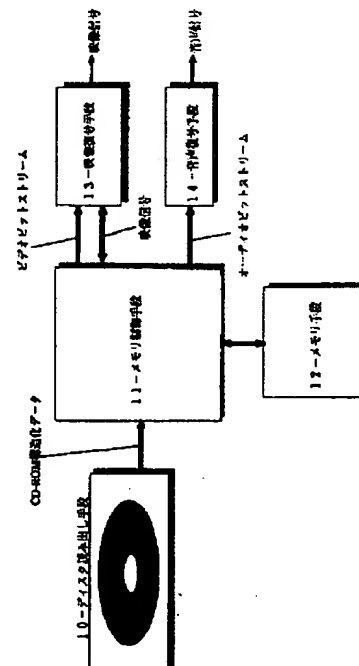 10-ディスク読み出し手段
CD-ROM構造化データ
11-メモリ制御手段
12-メモリ手段
ビデオビットストリーム
映像信号
オーディオビットストリーム
13-映像復号手段
14-音声復号手段
映像信号
音声信号